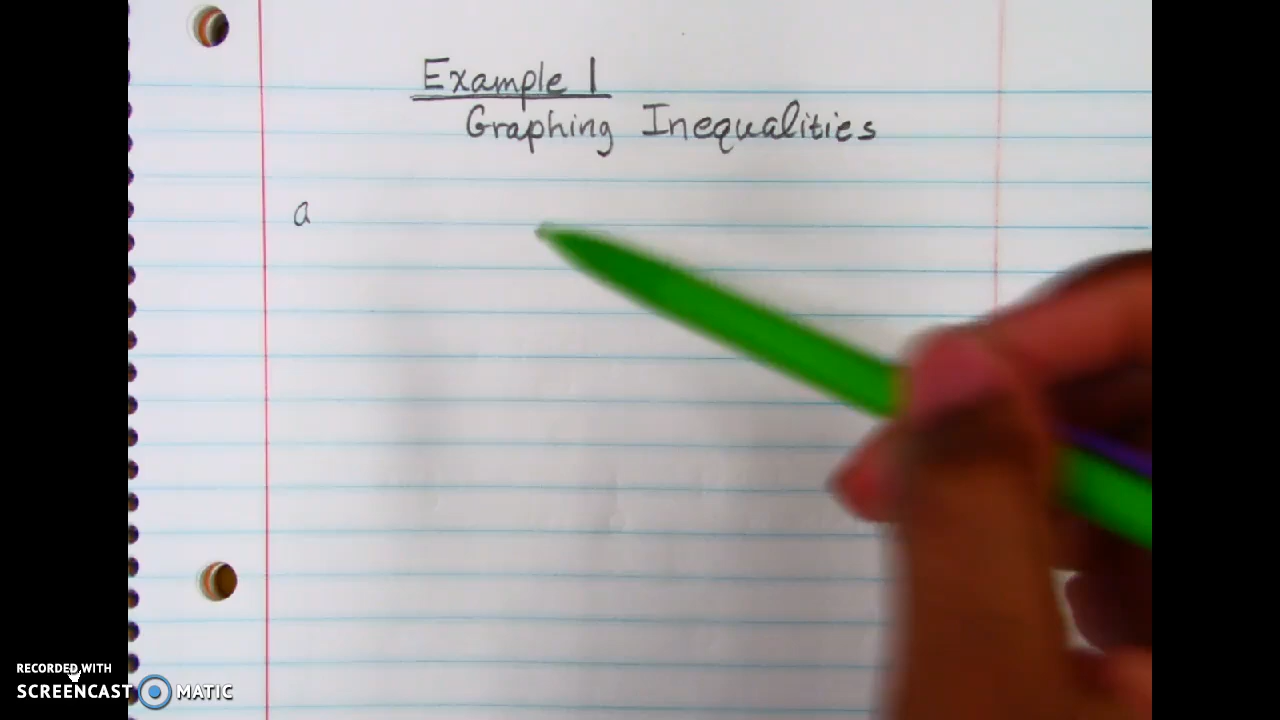 Example 1
Graphing Inequalities
a
RECORDED WITH
SCREENCAST MATIC